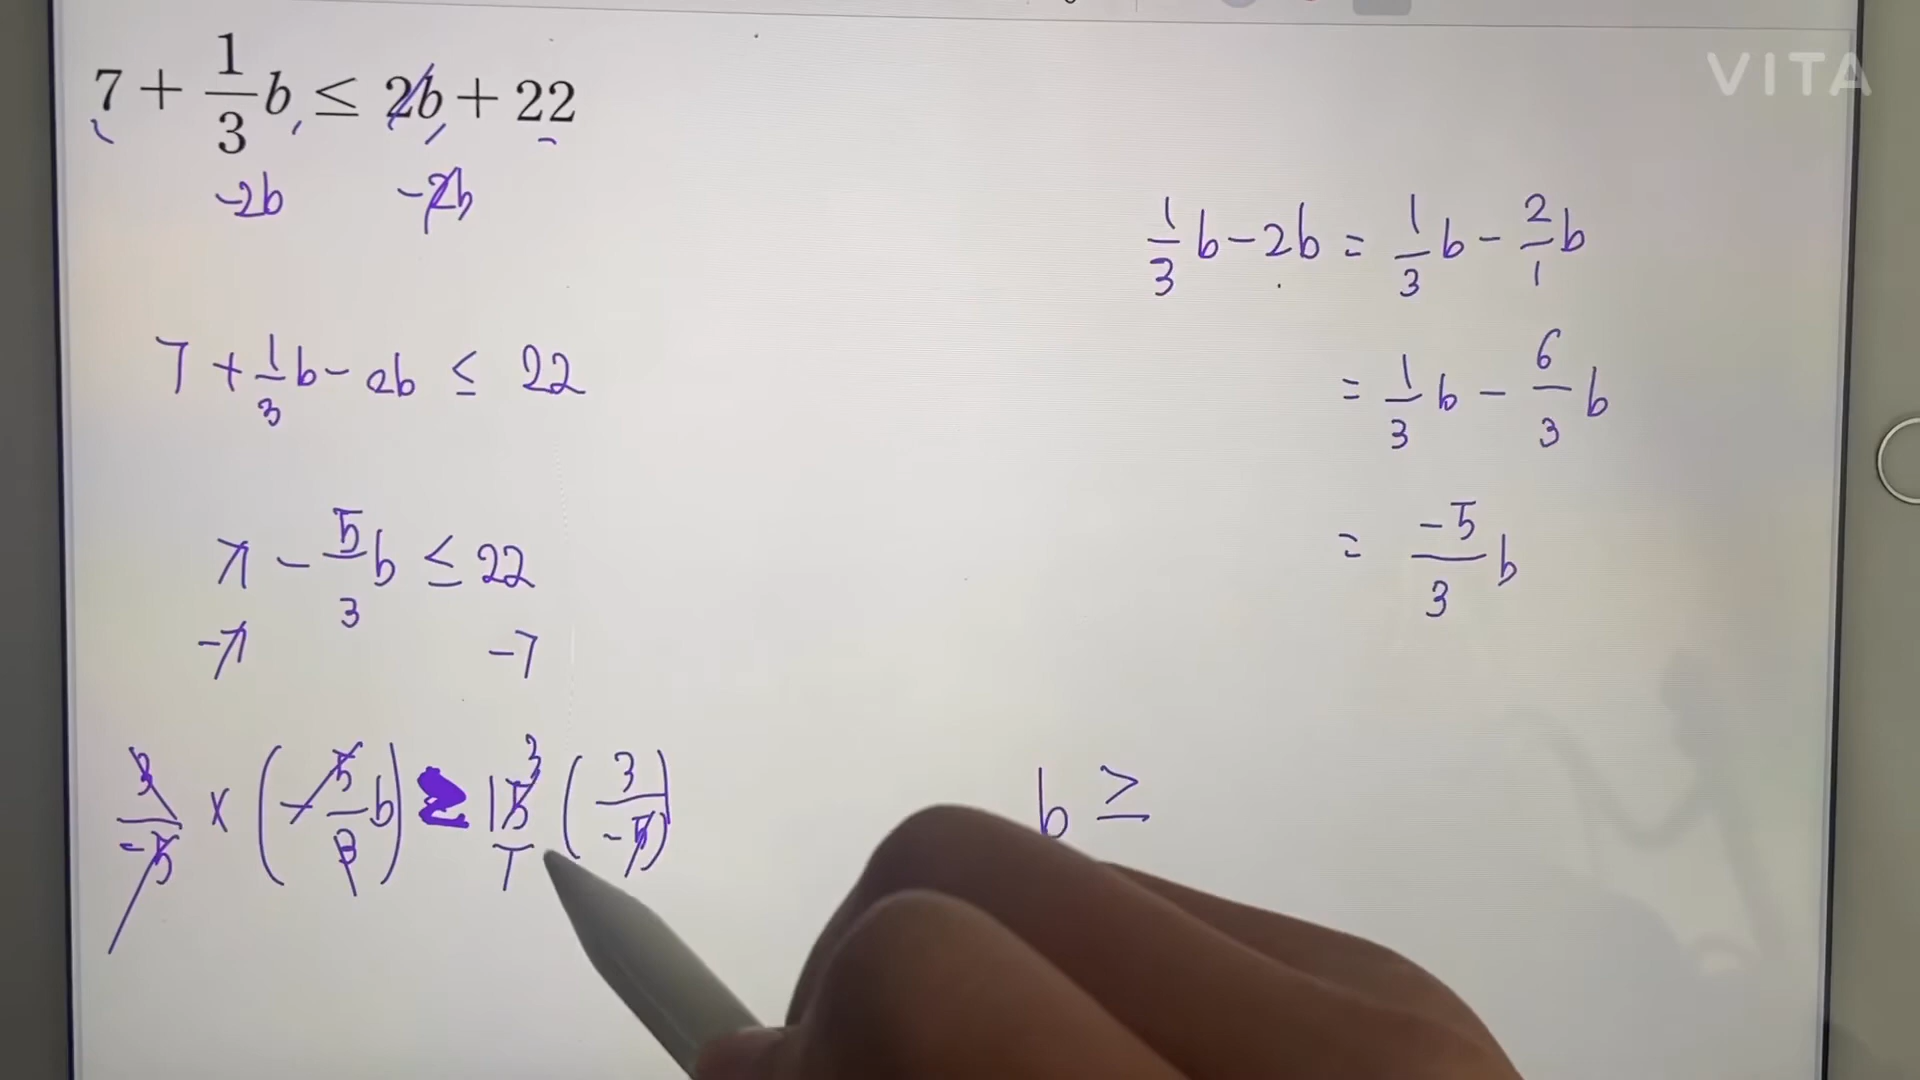 VITA
7 + 1/3 b ≤ 2b + 22
-2b -2b
7 + 1/3 b - 2b ≤ 22
7 - 5/3 b ≤ 22
-7 -7
3/-5 × (-5/3 b) ≥ 15/1 (3/-5)
3
1/3 b - 2b = 1/3 b - 2/1 b
= 1/3 b - 6/3 b
= -5/3 b
b ≥